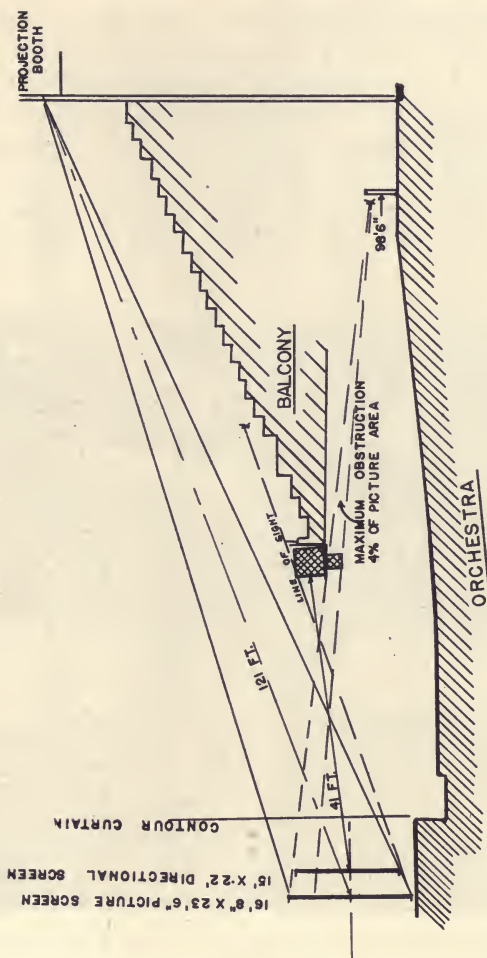 PROJECTION
BOOTH
BALCONY
98'6"
LINE OF SIGHT
MAXIMUM OBSTRUCTION
4% OF PICTURE AREA
121 FT.
41 FT.
ORCHESTRA
CONTOUR CURTAIN
15' X 22' DIRECTIONAL SCREEN
16'8" X 23'6" PICTURE SCREEN